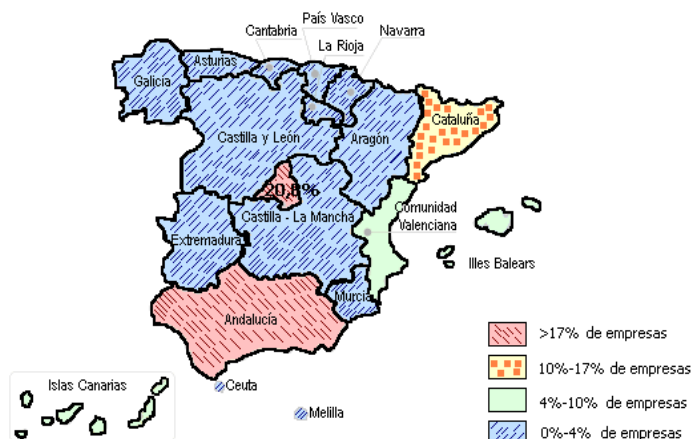 País Vasco
Cantabria
Navarra
La Rioja
Asturias
Galicia
Cataluña
Castilla y León
Aragón
20,8%
Comunidad
Valenciana
Castilla - La Mancha
Extremadura
Illes Balears
Murcia
Andalucía
>17% de empresas
10%-17% de empresas
Islas Canarias
Ceuta
4%-10% de empresas
Melilla
0%-4% de empresas